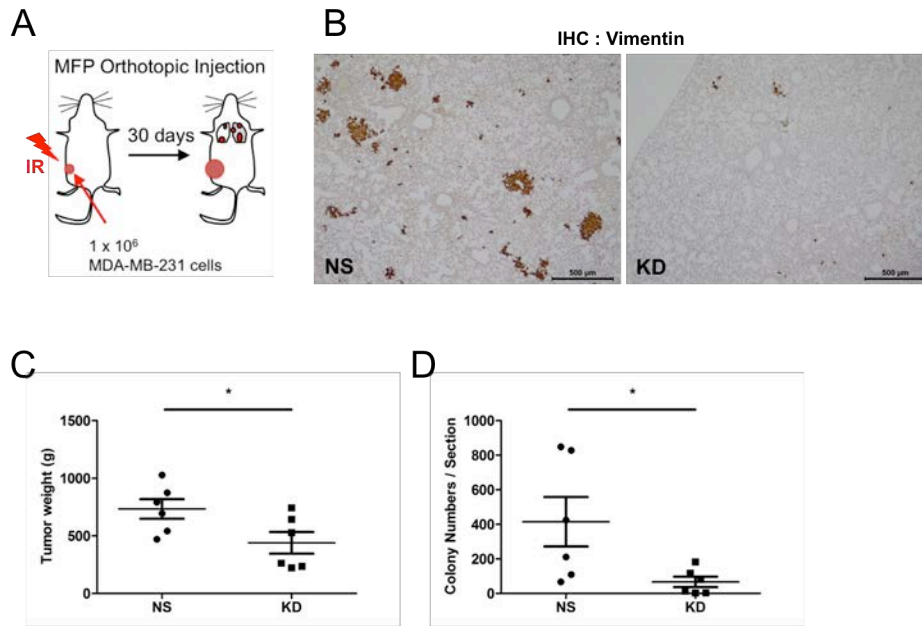 A
MFP Orthotopic Injection
IR
30 days
1 x 10⁶
MDA-MB-231 cells
B
IHC : Vimentin
NS
500 µm
KD
500 µm
C
*
Tumor weight (g)
1500
1000
500
0
NS
KD
D
*
Colony Numbers / Section
1000
800
600
400
200
0
NS
KD